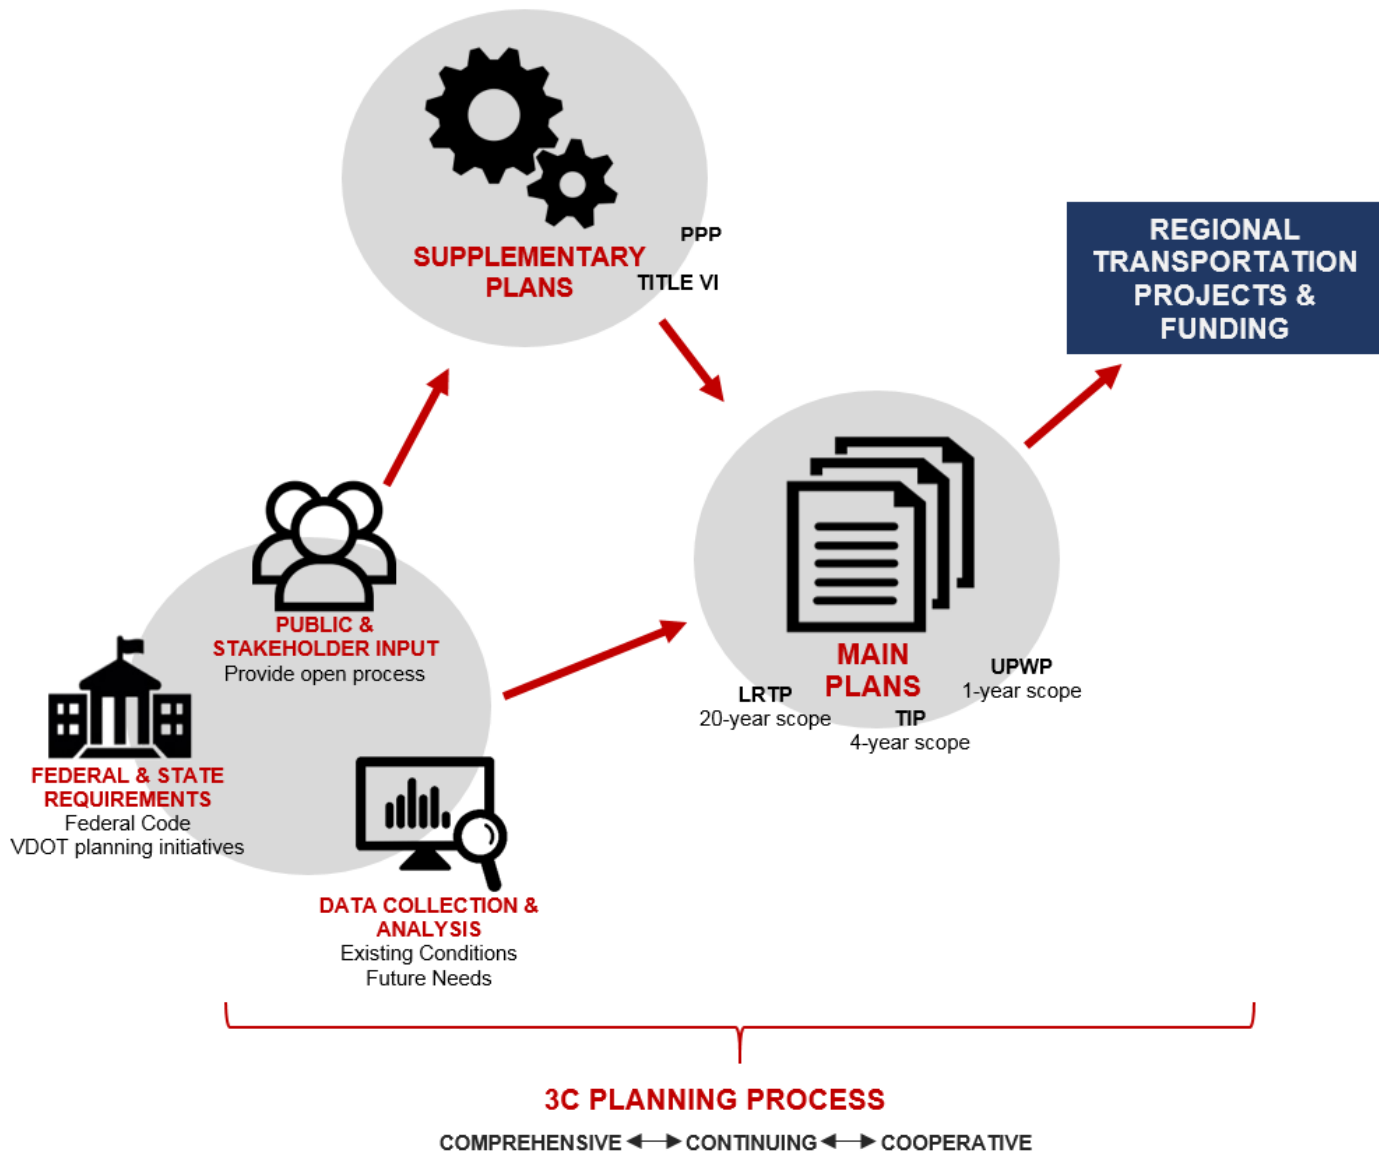 SUPPLEMENTARY
PLANS
PPP
TITLE VI
REGIONAL
TRANSPORTATION
PROJECTS &
FUNDING
PUBLIC &
STAKEHOLDER INPUT
Provide open process
FEDERAL & STATE
REQUIREMENTS
Federal Code
VDOT planning initiatives
DATA COLLECTION &
ANALYSIS
Existing Conditions
Future Needs
MAIN
PLANS
LRTP
20-year scope
TIP
4-year scope
UPWP
1-year scope
3C PLANNING PROCESS
COMPREHENSIVE CONTINUING COOPERATIVE